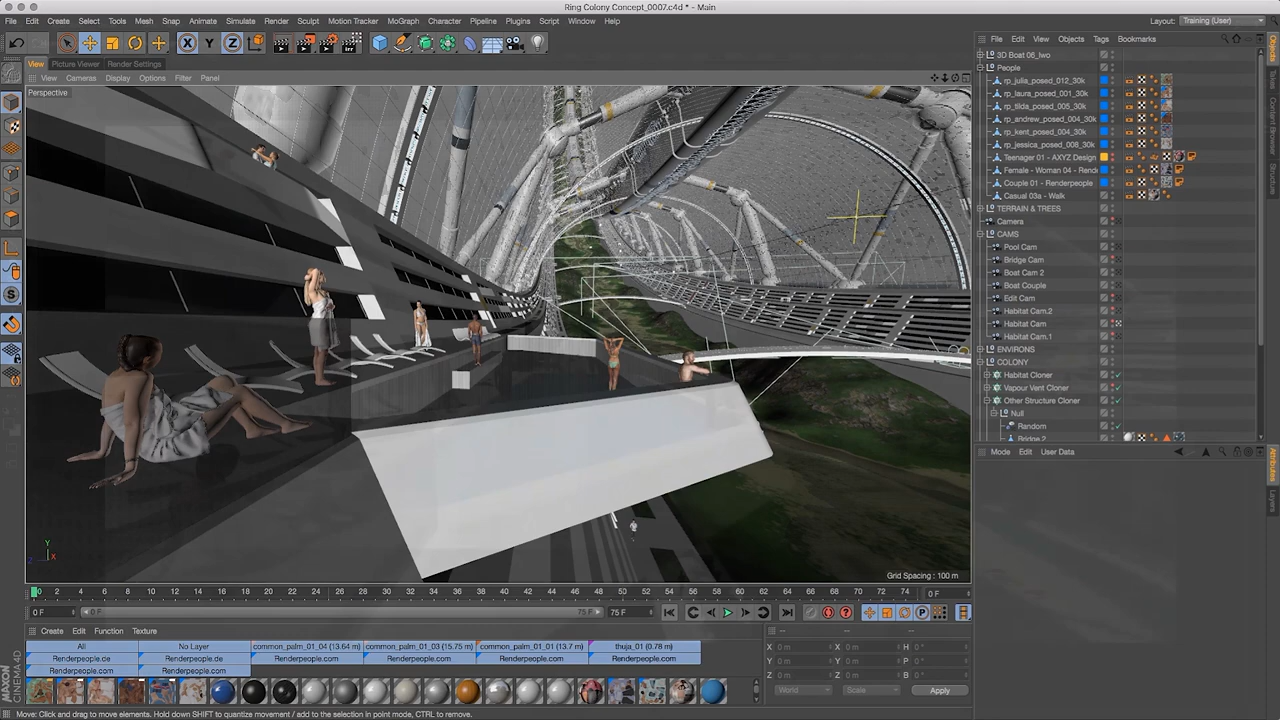 Ring Colony Concept_0007.c4d * - Main
File Edit Create Select Tools Mesh Snap Animate Simulate Render Sculpt Motion Tracker MoGraph Character Pipeline Plugins Script Window Help
Layout: Training (User)
X Y Z
File Edit View Objects Tags Bookmarks
View Picture Viewer Render Settings
View Cameras Display Options Filter Panel
Perspective
3D Boat 06_lwo
People
rp_julia_posed_012_30k
rp_laura_posed_001_30k
rp_tilda_posed_005_30k
rp_andrew_posed_004_30k
rp_kent_posed_004_30k
rp_jessica_posed_008_30k
Teenager 01 - AXYZ Design
Female - Woman 04 - Rend
Couple 01 - Renderpeople
Casual 03a - Walk
TERRAIN & TREES
Camera
CAMS
Pool Cam
Bridge Cam
Boat Cam 2
Boat Couple
Edit Cam
Habitat Cam.2
Habitat Cam
Habitat Cam.1
ENVIRONS
COLONY
Habitat Cloner
Vapour Vent Cloner
Other Structure Cloner
Null
Random
Bridge.2
Objects
Takes
Content Browser
Structure
Mode Edit User Data
Attributes
Layers
Y
Z X
Grid Spacing : 100 m
0 2 4 6 8 10 12 14 16 18 20 22 24 26 28 30 32 34 36 38 40 42 44 46 48 50 52 54 56 58 60 62 64 66 68 70 72 74 0 F
0 F 0 F 75 F 75 F
Create Edit Function Texture
All No Layer common_palm_01_04 (13.64 m) common_palm_01_03 (15.75 m) common_palm_01_01 (13.7 m) thuja_01 (0.78 m)
Renderpeople.de Renderpeople.de Renderpeople.com Renderpeople.com Renderpeople.com Renderpeople.com
Renderpeople.com Renderpeople.com
-- -- --
X 0 m X 0 m H 0 °
Y 0 m Y 0 m P 0 °
Z 0 m Z 0 m B 0 °
World Scale Apply
MAXON CINEMA 4D
Move: Click and drag to move elements. Hold down SHIFT to quantize movement / add to the selection in point mode, CTRL to remove.